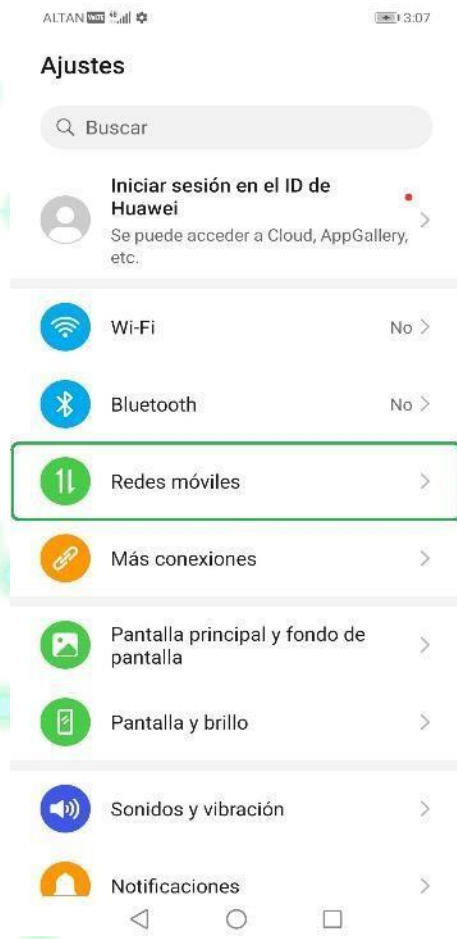 ALTAN VoLTE 3:07
Ajustes
Buscar
Iniciar sesión en el ID de
Huawei
Se puede acceder a Cloud, AppGallery,
etc.
Wi-Fi No
Bluetooth No
Redes móviles
Más conexiones
Pantalla principal y fondo de
pantalla
Pantalla y brillo
Sonidos y vibración
Notificaciones